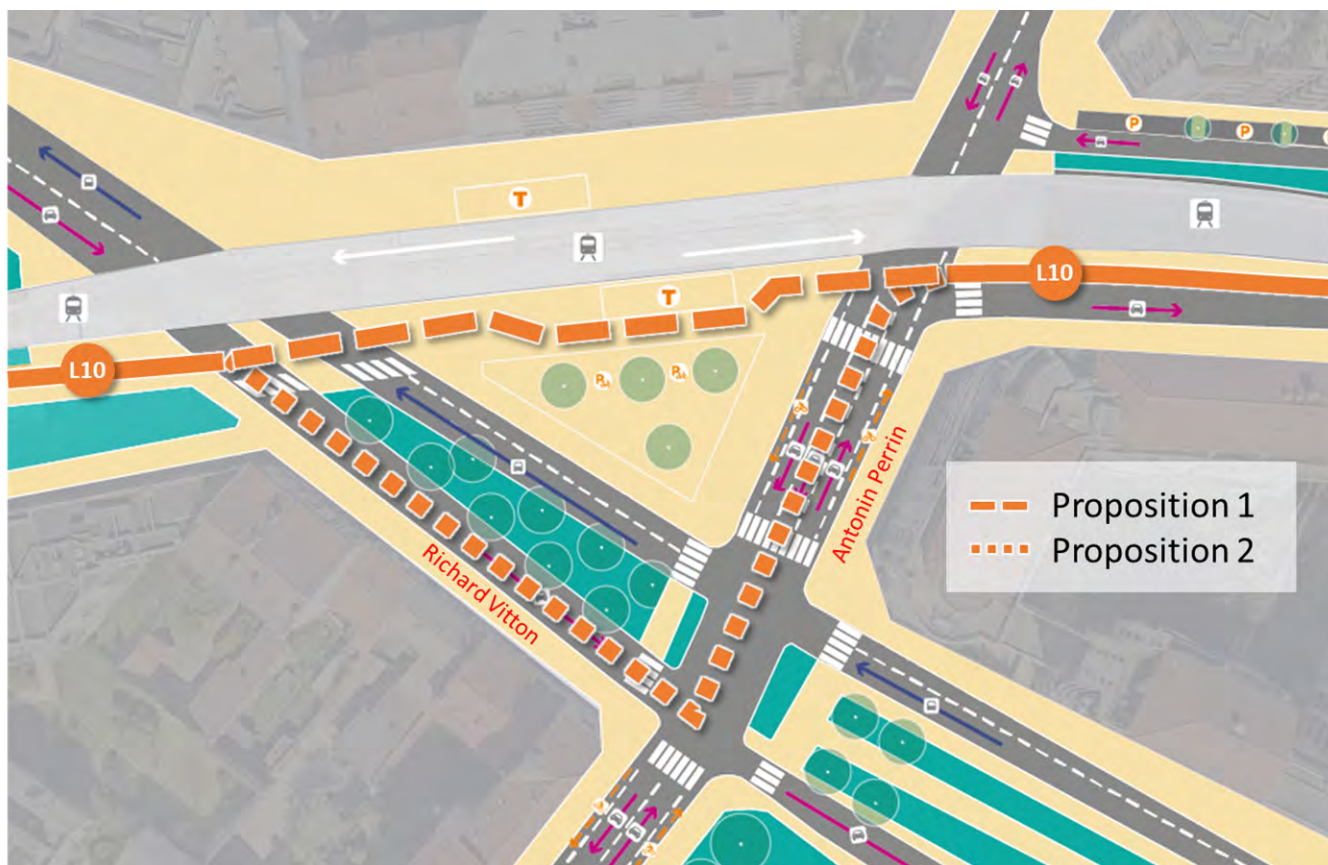 P
P
T
T
L10
L10
P
P
Antonin Perrin
Richard Vitton
Proposition 1
Proposition 2